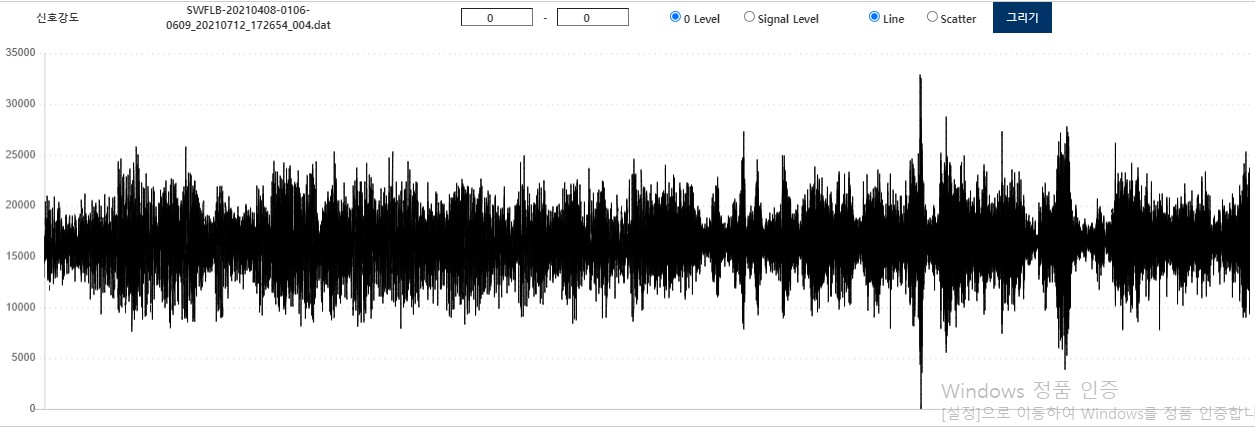 신호강도
SWFLB-20210408-0106-
0609_20210712_172654_004.dat
0 - 0
0 Level Signal Level
Line Scatter
그리기
35000
30000
25000
20000
15000
10000
5000
0
Windows 정품 인증
[설정]으로 이동하여 Windows를 정품 인증합니